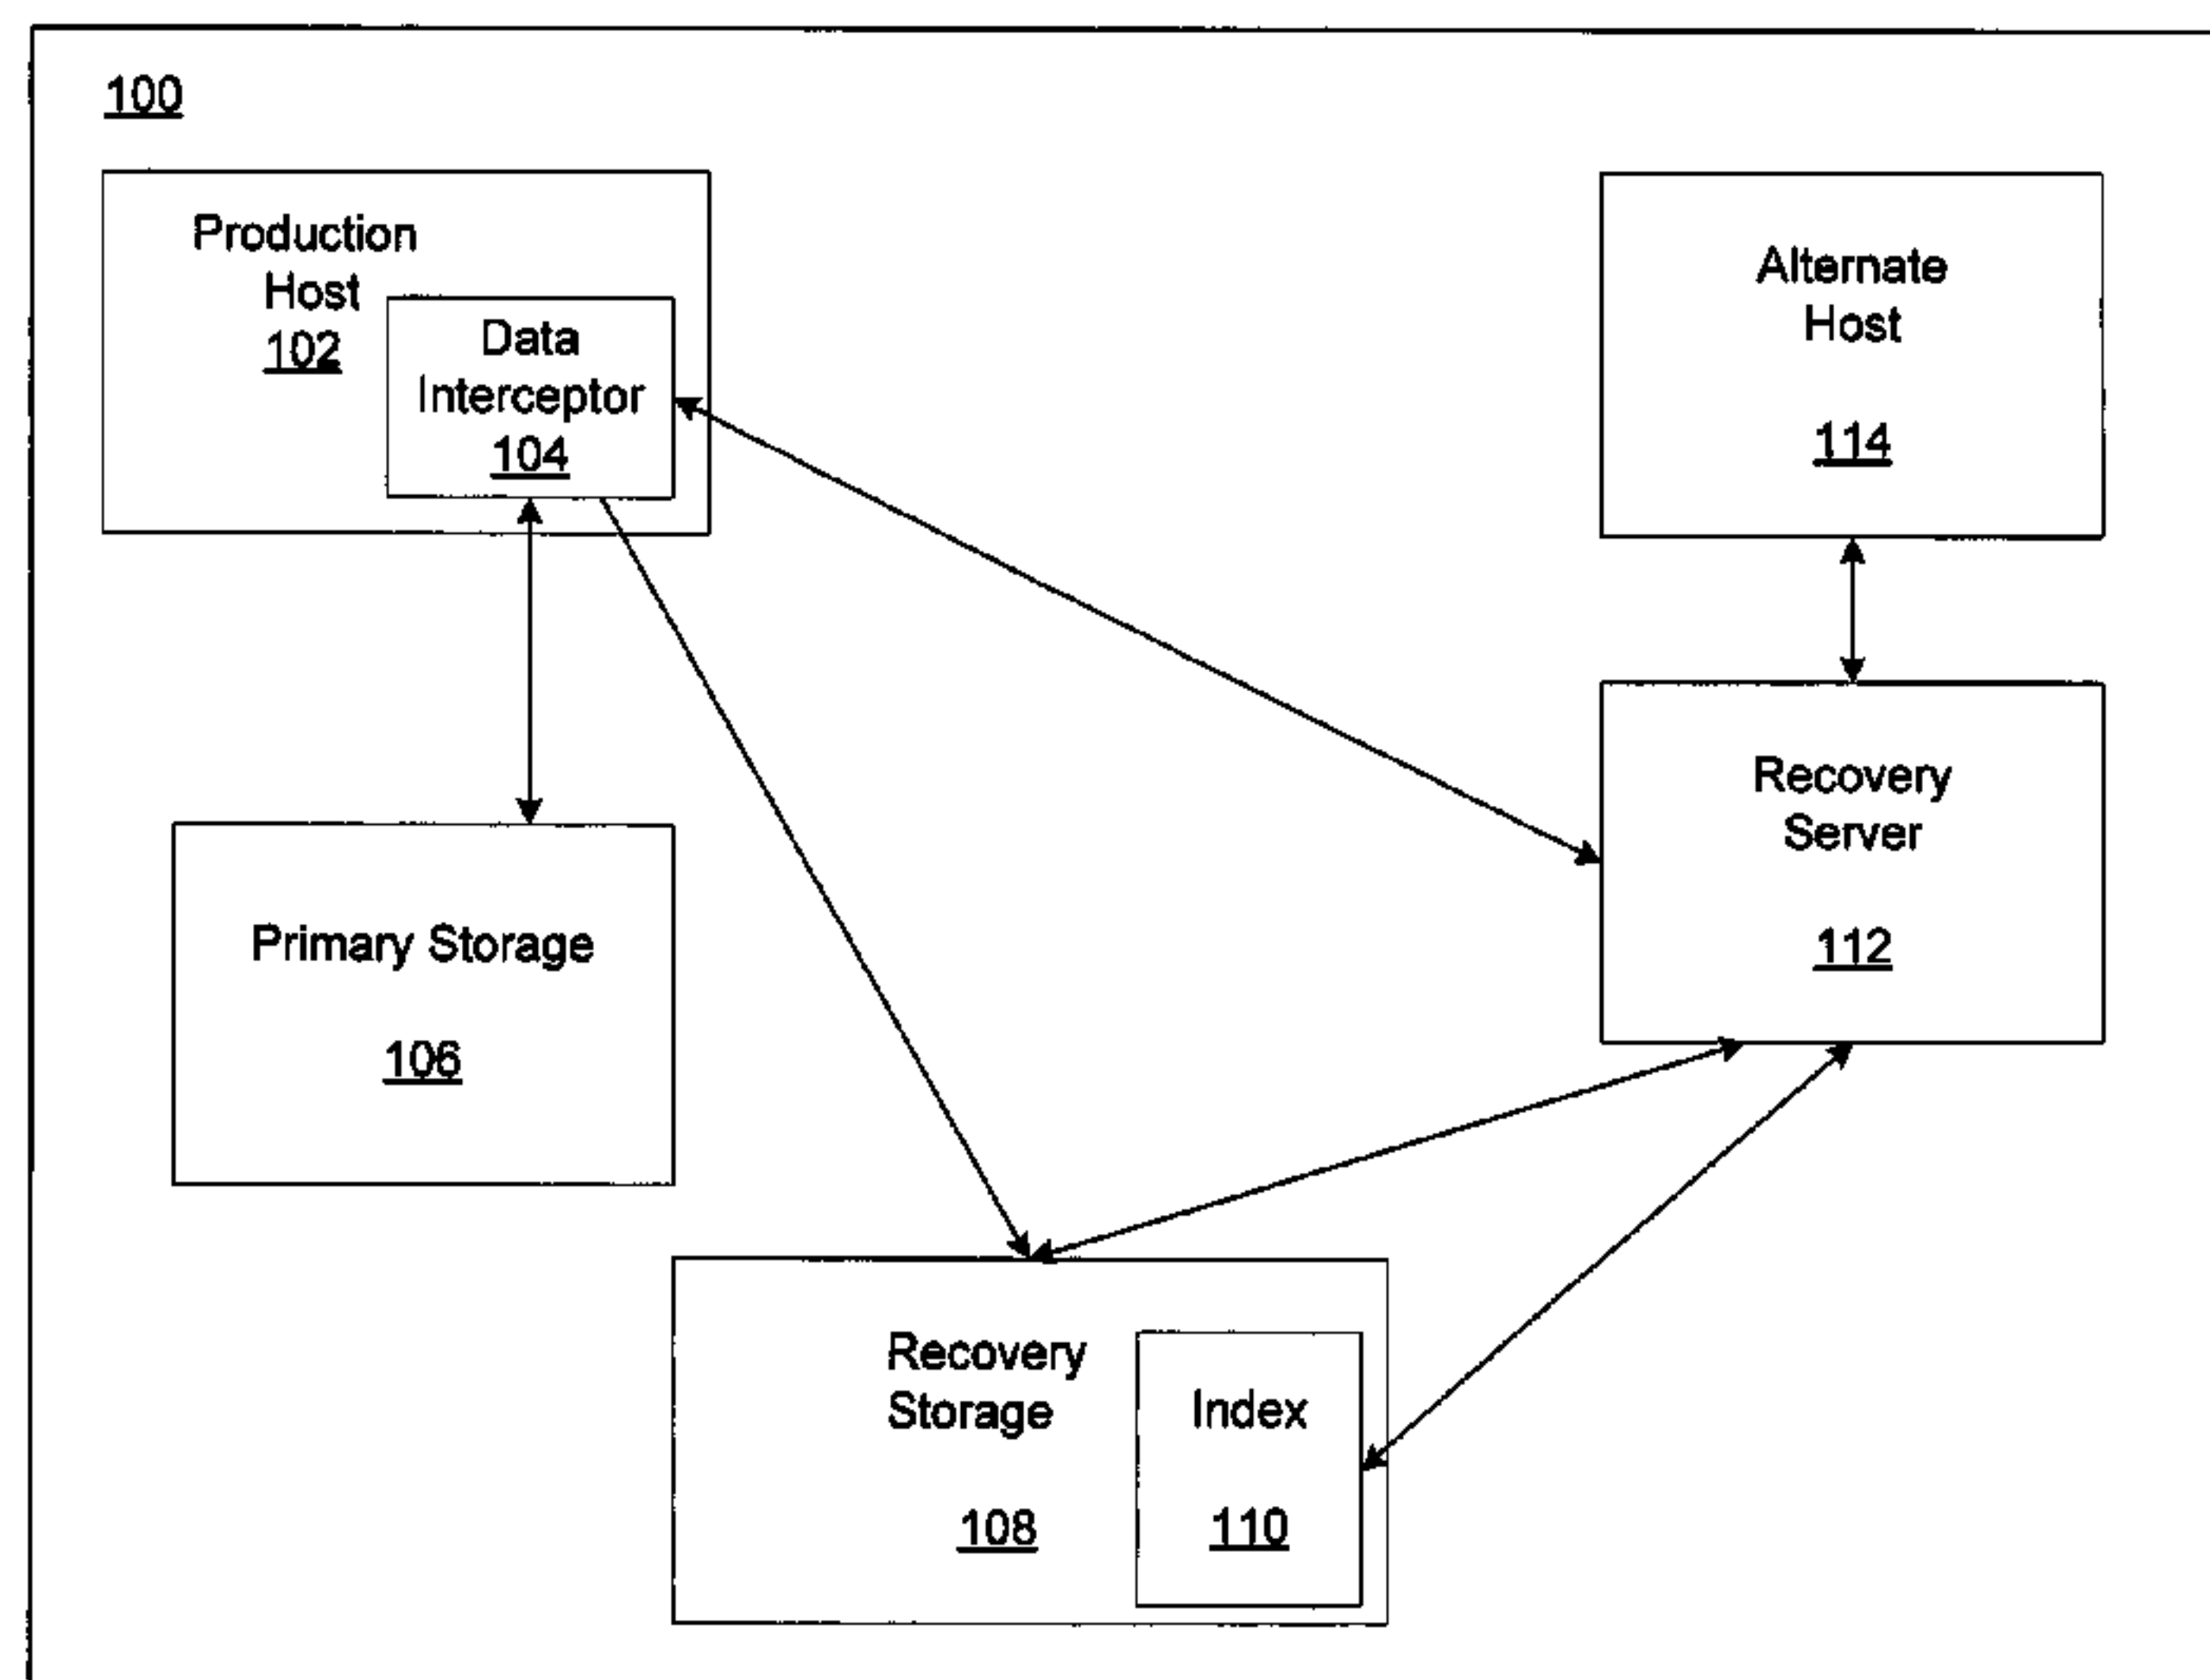 100
Production
Host
102
Data
Interceptor
104
Alternate
Host
114
Primary Storage
106
Recovery
Server
112
Recovery
Storage
108
Index
110